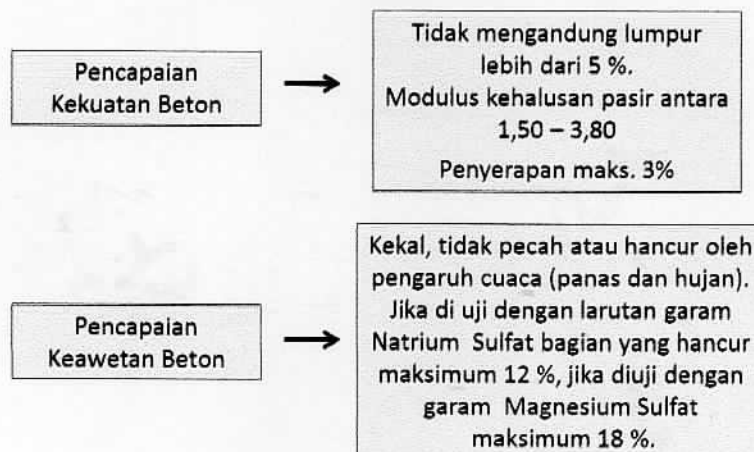 Pencapaian
Kekuatan Beton
Tidak mengandung lumpur
lebih dari 5 %.
Modulus kehalusan pasir antara
1,50 – 3,80
Penyerapan maks. 3%
Pencapaian
Keawetan Beton
Kekal, tidak pecah atau hancur oleh
pengaruh cuaca (panas dan hujan).
Jika di uji dengan larutan garam
Natrium Sulfat bagian yang hancur
maksimum 12 %, jika diuji dengan
garam Magnesium Sulfat
maksimum 18 %.